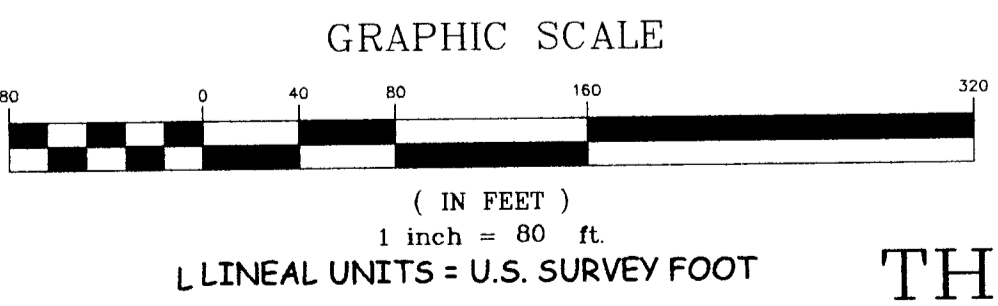 GRAPHIC SCALE
80 0 40 80 160 320
( IN FEET )
1 inch = 80 ft.
L LINEAL UNITS = U.S. SURVEY FOOT
TH